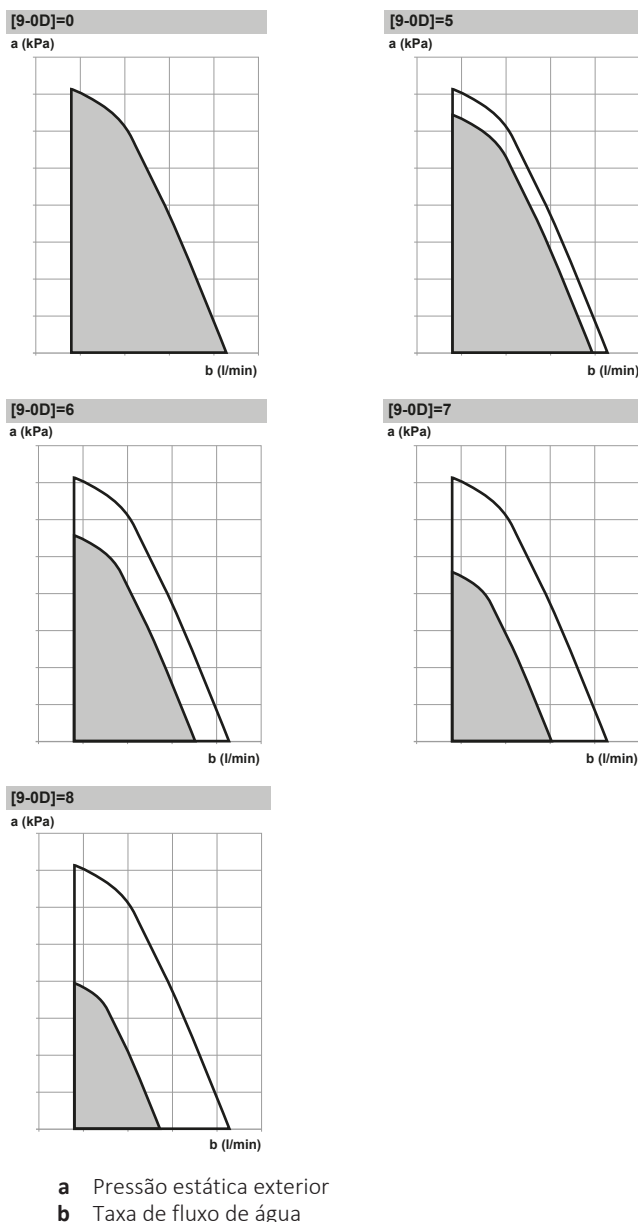 [9-0D]=0
a (kPa)
b (l/min)
[9-0D]=5
a (kPa)
b (l/min)
[9-0D]=6
a (kPa)
b (l/min)
[9-0D]=7
a (kPa)
b (l/min)
[9-0D]=8
a (kPa)
b (l/min)
a Pressão estática exterior
b Taxa de fluxo de água